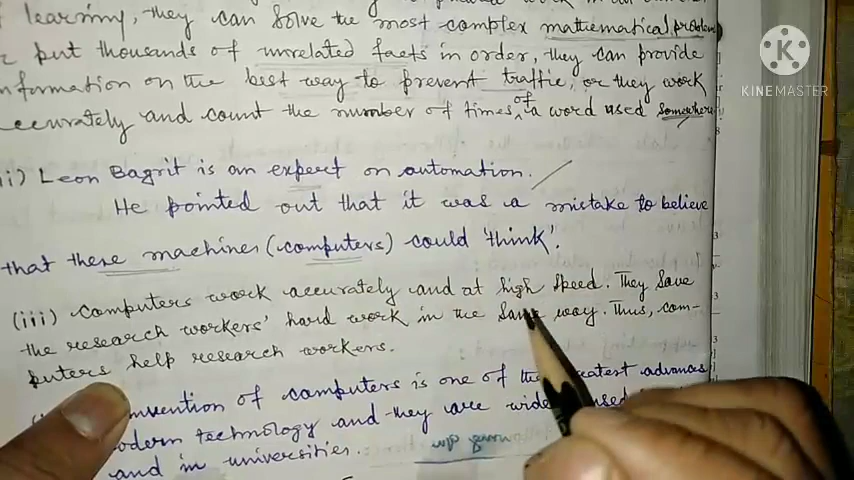 learning, they can solve the most complex mathematical problems
put thousands of unrelated facts in order, they can provide
information on the best way to prevent traffic, or they work
accurately and count the number of times, of a word used somewhere
ii) Leon Bagrit is an expert on automation.
He pointed out that it was a mistake to believe
that these machines (computers) could 'think'.
(iii) Computers work accurately and at high speed. They save
the research workers' hard work in the same way. Thus, com-
puters help research workers.
invention of computers is one of the greatest advances
modern technology and they are widely used
and in universities.
KINEMASTER